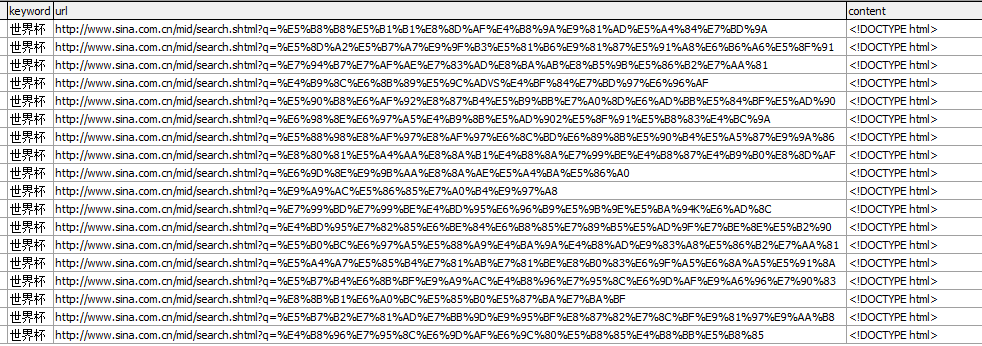 keyword url content
世界杯 http://www.sina.com.cn/mid/search.shtml?q=%E5%B8%B8%E5%B1%B1%E8%8D%AF%E4%B8%9A%E9%81%AD%E5%A4%84%E7%BD%9A <!DOCTYPE html>
世界杯 http://www.sina.com.cn/mid/search.shtml?q=%E5%8D%A2%E5%B7%A7%E9%9F%B3%E5%81%B6%E9%81%87%E5%91%A8%E6%B6%A6%E5%8F%91 <!DOCTYPE html>
世界杯 http://www.sina.com.cn/mid/search.shtml?q=%E7%94%B7%E7%AF%AE%E7%83%AD%E8%BA%AB%E8%B5%9B%E5%86%B2%E7%AA%81 <!DOCTYPE html>
世界杯 http://www.sina.com.cn/mid/search.shtml?q=%E4%B9%8C%E6%8B%89%E5%9C%ADVS%E4%BF%84%E7%BD%97%E6%96%AF <!DOCTYPE html>
世界杯 http://www.sina.com.cn/mid/search.shtml?q=%E5%90%B8%E6%AF%92%E8%87%B4%E5%B9%BB%E7%A0%8D%E6%AD%BB%E5%84%BF%E5%AD%90 <!DOCTYPE html>
世界杯 http://www.sina.com.cn/mid/search.shtml?q=%E6%98%8E%E6%97%A5%E4%B9%8B%E5%AD%902%E5%8F%91%E5%B8%83%E4%BC%9A <!DOCTYPE html>
世界杯 http://www.sina.com.cn/mid/search.shtml?q=%E5%88%98%E8%AF%97%E8%AF%97%E6%8C%BD%E6%89%8B%E5%90%B4%E5%A5%87%E9%9A%86 <!DOCTYPE html>
世界杯 http://www.sina.com.cn/mid/search.shtml?q=%E8%80%81%E5%A4%AA%E8%8A%B1%E4%B8%8A%E7%99%BE%E4%B8%87%E4%B9%B0%E8%8D%AF <!DOCTYPE html>
世界杯 http://www.sina.com.cn/mid/search.shtml?q=%E6%9D%8E%E9%9B%AA%E8%8A%AE%E5%A4%BA%E5%86%A0 <!DOCTYPE html>
世界杯 http://www.sina.com.cn/mid/search.shtml?q=%E9%A9%AC%E5%86%85%E7%A0%B4%E9%97%A8 <!DOCTYPE html>
世界杯 http://www.sina.com.cn/mid/search.shtml?q=%E7%99%BD%E7%99%BE%E4%BD%95%E6%96%B9%E5%9B%9E%E5%BA%94K%E6%AD%8C <!DOCTYPE html>
世界杯 http://www.sina.com.cn/mid/search.shtml?q=%E4%BD%95%E7%82%85%E6%BE%84%E6%B8%85%E7%89%B5%E5%AD%9F%E7%BE%8E%E5%B2%90 <!DOCTYPE html>
世界杯 http://www.sina.com.cn/mid/search.shtml?q=%E5%B0%BC%E6%97%A5%E5%88%A9%E4%BA%9A%E4%B8%AD%E9%83%A8%E5%86%B2%E7%AA%81 <!DOCTYPE html>
世界杯 http://www.sina.com.cn/mid/search.shtml?q=%E5%A4%A7%E5%85%B4%E7%81%AB%E7%81%BE%E8%B0%83%E6%9F%A5%E6%8A%A5%E5%91%8A <!DOCTYPE html>
世界杯 http://www.sina.com.cn/mid/search.shtml?q=%E5%B7%B4%E6%8B%BF%E9%A9%AC%E4%B8%96%E7%95%8C%E6%9D%AF%E9%A6%96%E7%90%83 <!DOCTYPE html>
世界杯 http://www.sina.com.cn/mid/search.shtml?q=%E8%8B%B1%E6%A0%BC%E5%85%B0%E5%87%BA%E7%BA%BF <!DOCTYPE html>
世界杯 http://www.sina.com.cn/mid/search.shtml?q=%E5%B7%B2%E7%81%AD%E7%BB%9D%E9%95%BF%E8%87%82%E7%8C%BF%E9%81%97%E9%AA%B8 <!DOCTYPE html>
世界杯 http://www.sina.com.cn/mid/search.shtml?q=%E4%B8%96%E7%95%8C%E6%9D%AF%E6%9C%80%E5%B8%85%E4%B8%BB%E5%B8%85 <!DOCTYPE html>